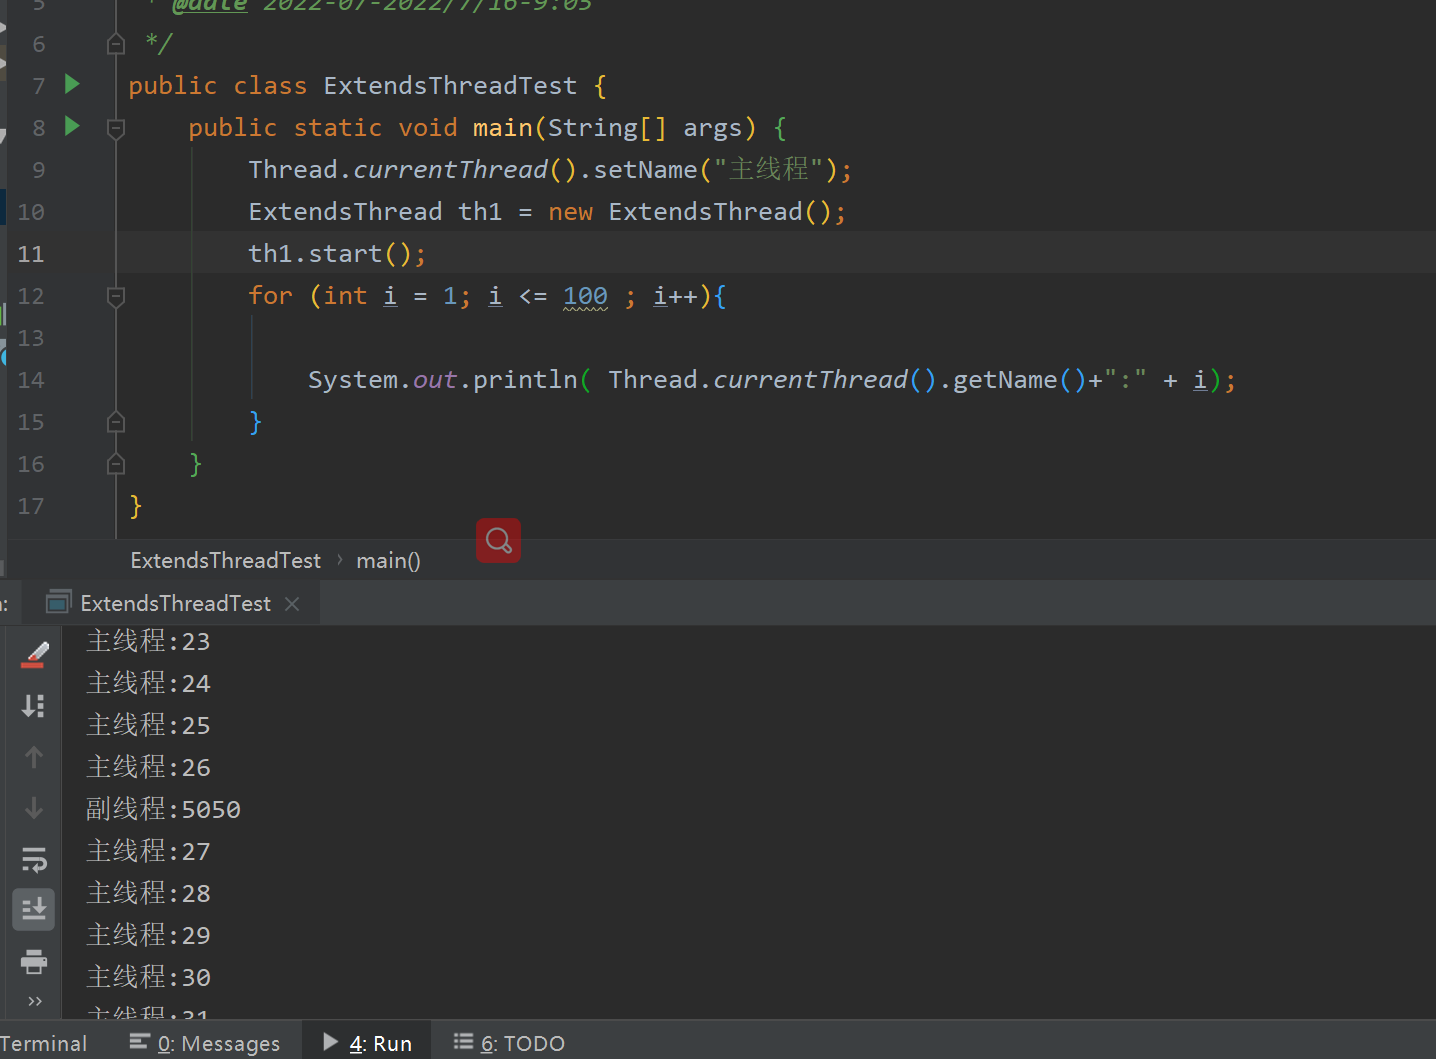 5 * @date 2022-07-2022/7/16-9:05
6 */
7 public class ExtendsThreadTest {
8 public static void main(String[] args) {
9 Thread.currentThread().setName("主线程");
10 ExtendsThread th1 = new ExtendsThread();
11 th1.start();
12 for (int i = 1; i <= 100 ; i++){
13
14 System.out.println( Thread.currentThread().getName()+":" + i);
15 }
16 }
17 }
ExtendsThreadTest › main()
: ExtendsThreadTest ×
主线程:23
主线程:24
主线程:25
主线程:26
副线程:5050
主线程:27
主线程:28
主线程:29
主线程:30
主线程:31
Terminal 0: Messages 4: Run 6: TODO